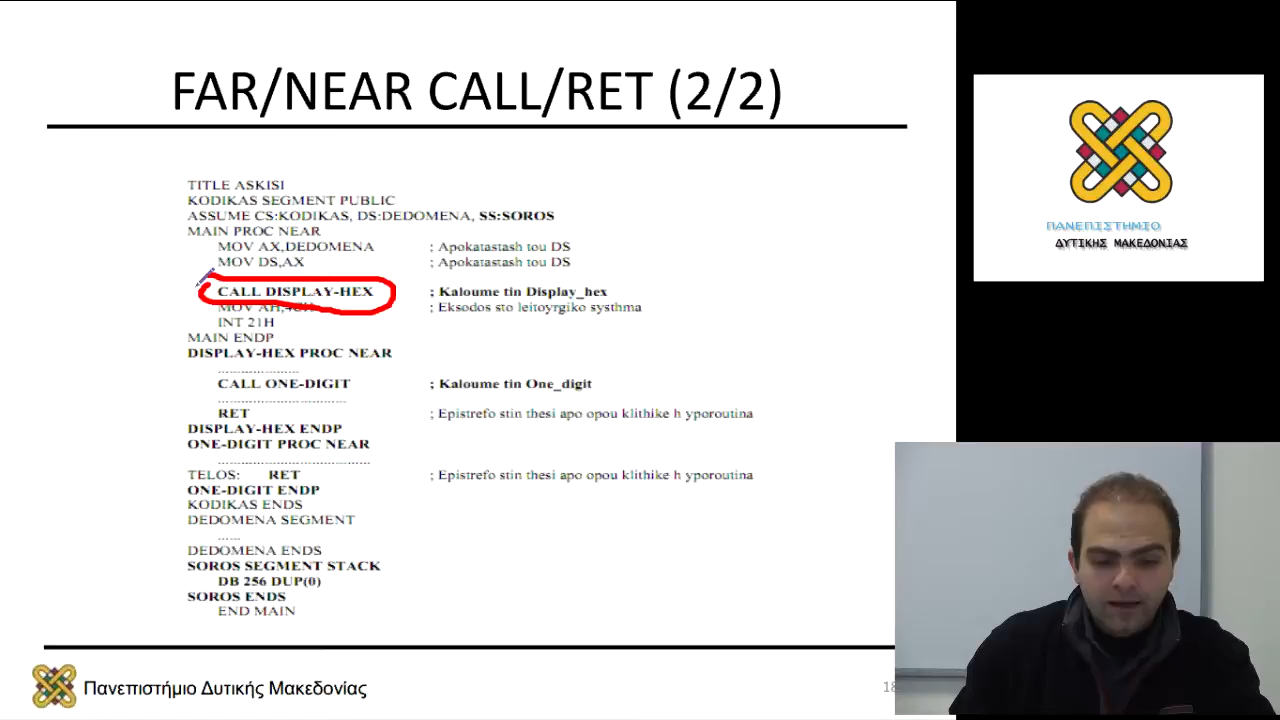 FAR/NEAR CALL/RET (2/2)
TITLE ASKISI
KODIKAS SEGMENT PUBLIC
ASSUME CS:KODIKAS, DS:DEDOMENA, SS:SOROS
MAIN PROC NEAR
MOV AX,DEDOMENA ; Apokatastash tou DS
MOV DS,AX ; Apokatastash tou DS
CALL DISPLAY-HEX ; Kaloume tin Display_hex
MOV AH,4CH ; Eksodos sto leitoyrgiko systhma
INT 21H
MAIN ENDP
DISPLAY-HEX PROC NEAR
....................
CALL ONE-DIGIT ; Kaloume tin One_digit
................................
RET ; Epistrefo stin thesi apo opou klithike h yporoutina
DISPLAY-HEX ENDP
ONE-DIGIT PROC NEAR
......................................
TELOS: RET ; Epistrefo stin thesi apo opou klithike h yporoutina
ONE-DIGIT ENDP
KODIKAS ENDS
DEDOMENA SEGMENT
......
DEDOMENA ENDS
SOROS SEGMENT STACK
DB 256 DUP(0)
SOROS ENDS
END MAIN
Πανεπιστήμιο Δυτικής Μακεδονίας
18
ΠΑΝΕΠΙΣΤΗΜΙΟ
ΔΥΤΙΚΗΣ ΜΑΚΕΔΟΝΙΑΣ